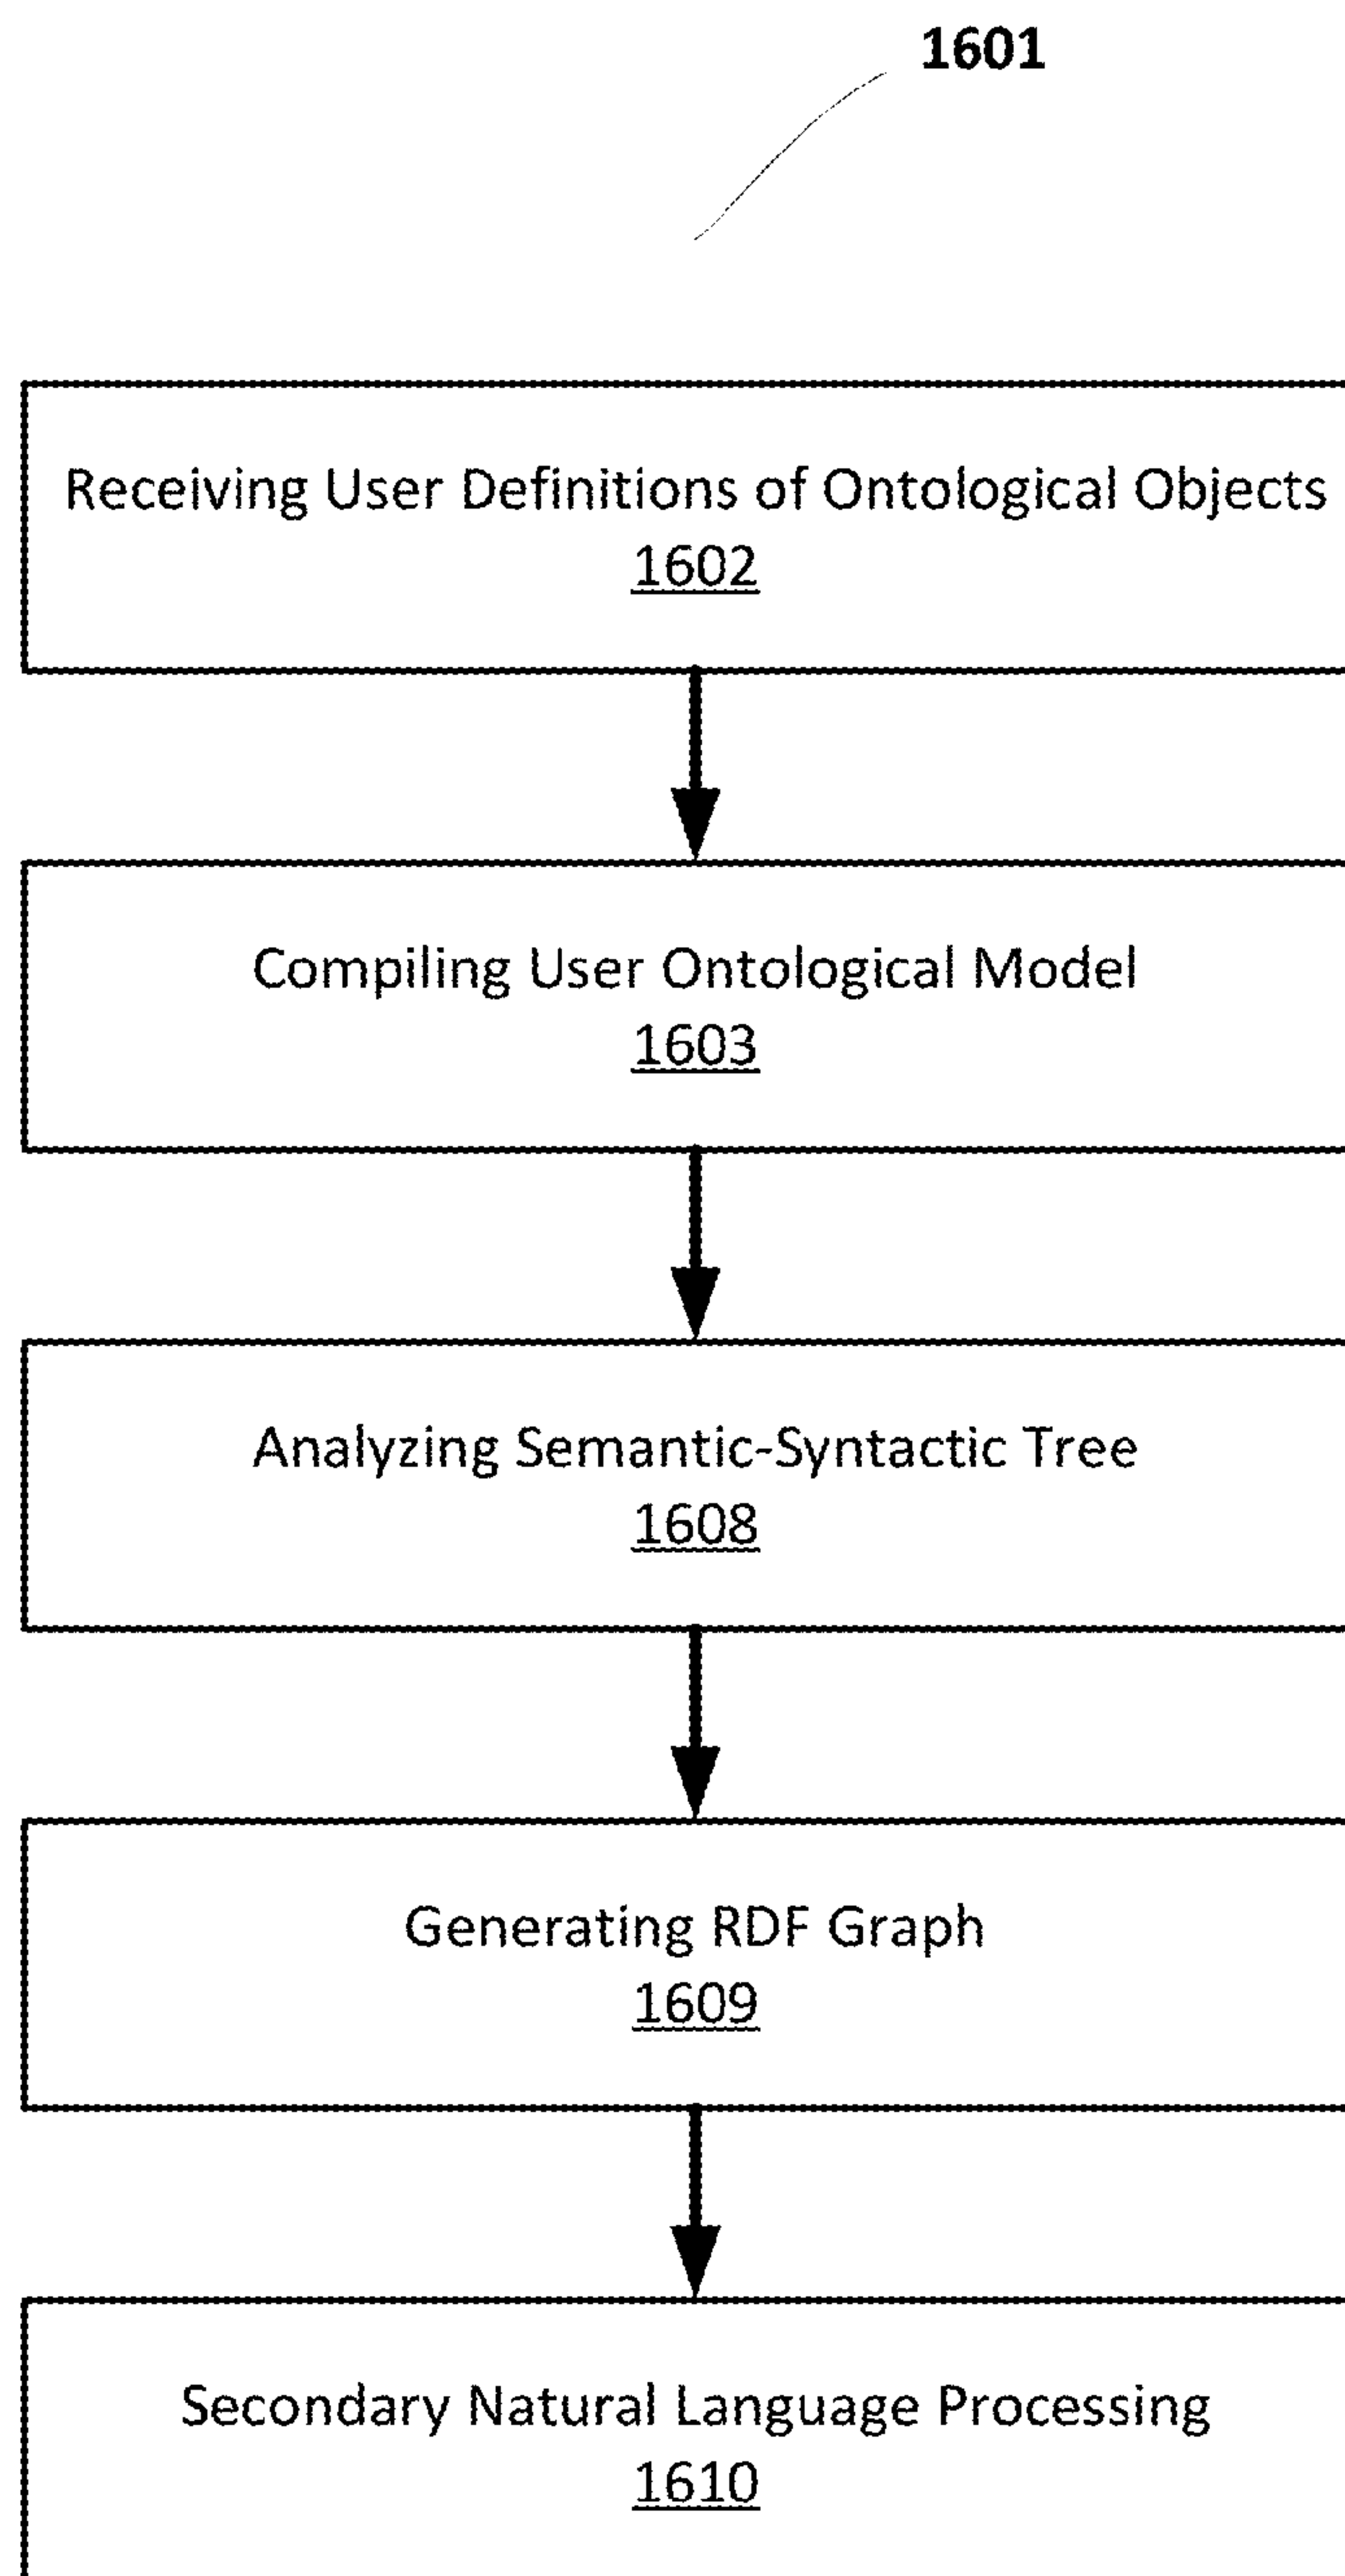 1601
Receiving User Definitions of Ontological Objects
1602
Compiling User Ontological Model
1603
Analyzing Semantic-Syntactic Tree
1608
Generating RDF Graph
1609
Secondary Natural Language Processing
1610